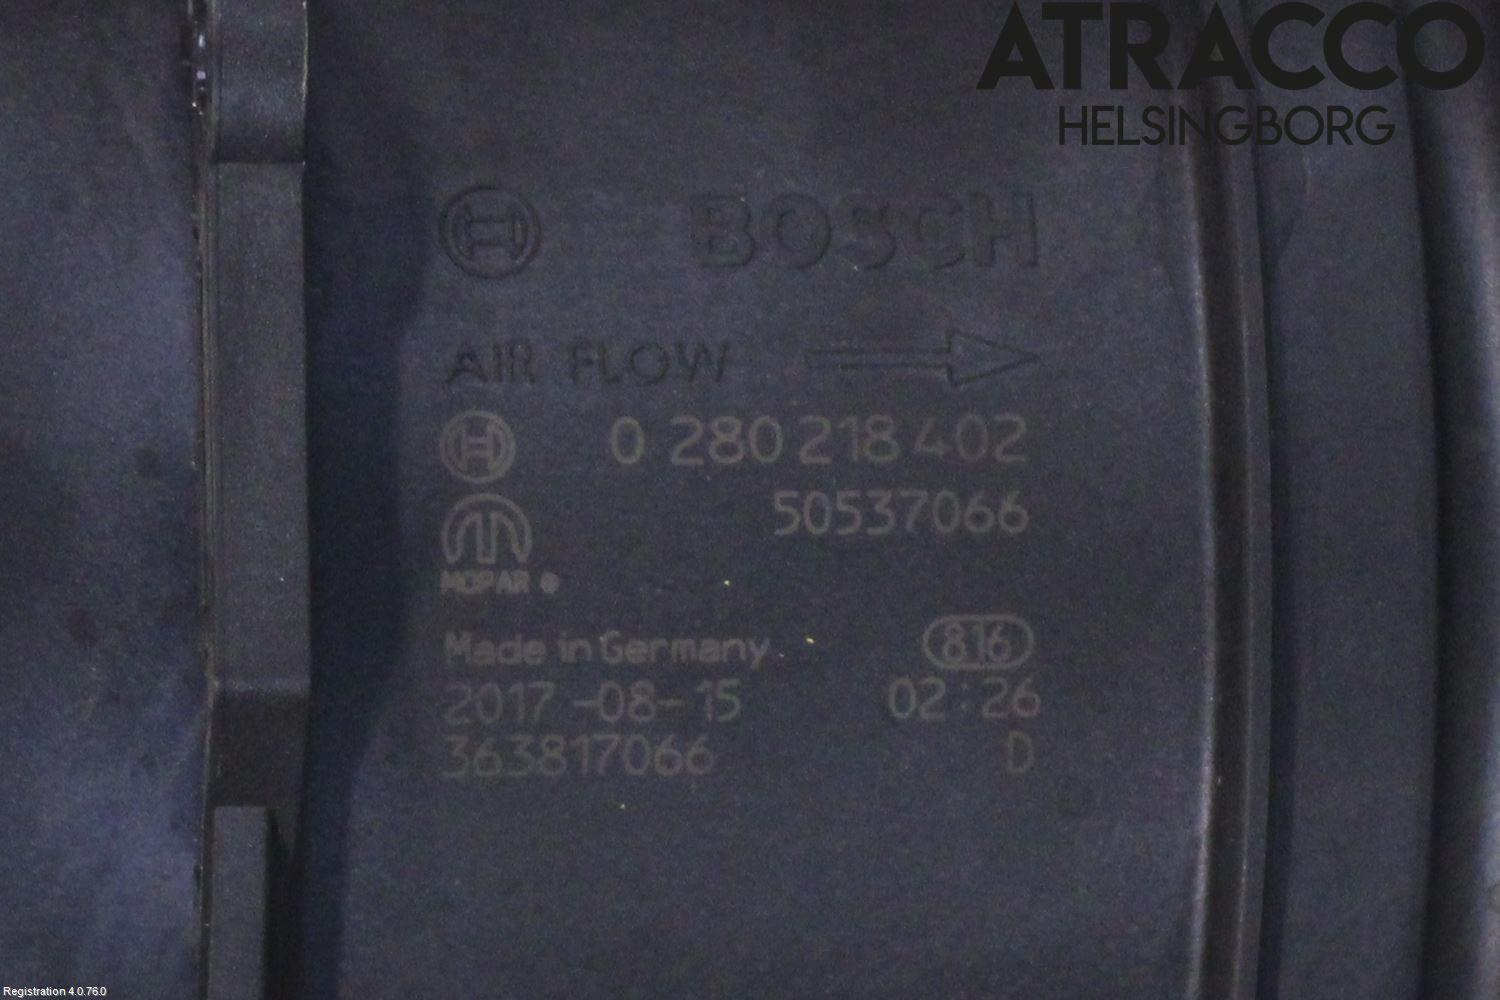 ATRACCO
HELSINGBORG
BOSCH
AIR FLOW
0 280 218 402
50537066
MOPAR ®
Made in Germany 816
2017-08-15 02:26
363817066 D
Registration 4.0.76.0